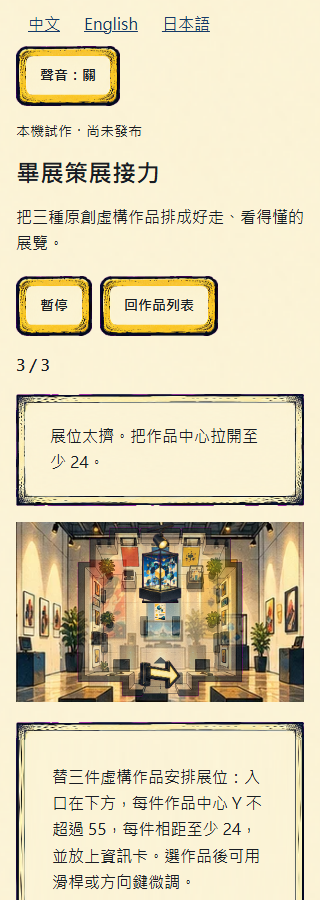 中文 English 日本語
聲音：關
本機試作・尚未發布
畢展策展接力
把三種原創虛構作品排成好走、看得懂的
展覽。
暫停 回作品列表
3 / 3
展位太擠。把作品中心拉開至
少 24。
替三件虛構作品安排展位：入
口在下方，每件作品中心 Y 不
超過 55，每件相距至少 24，
並放上資訊卡。選作品後可用
滑桿或方向鍵微調。